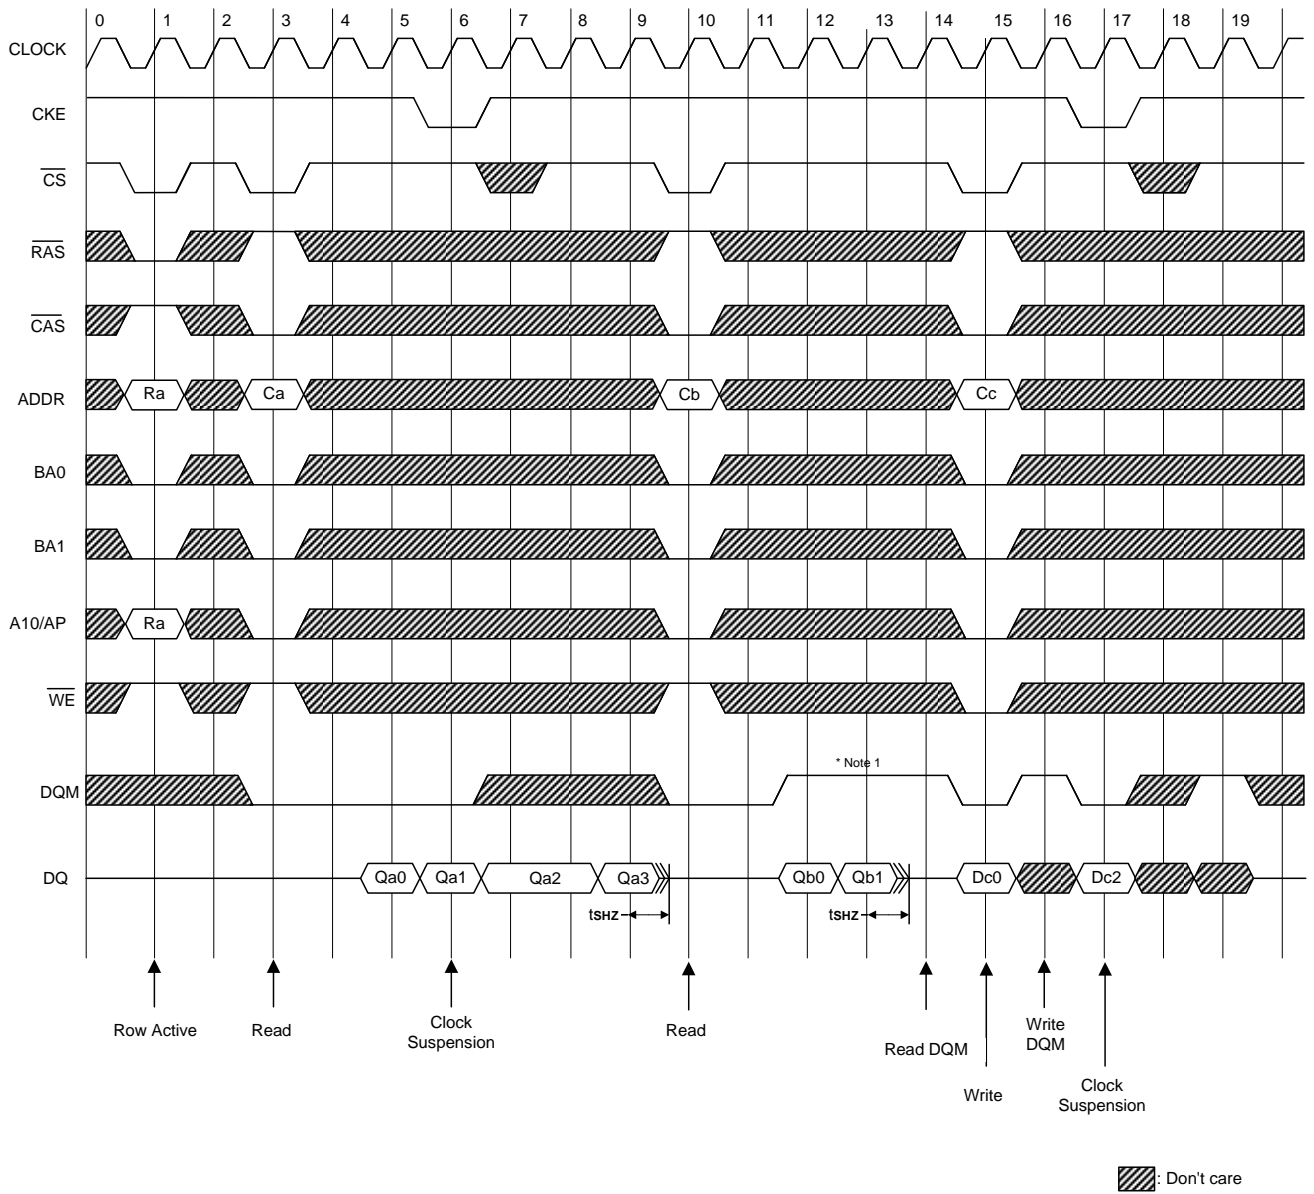 0 1 2 3 4 5 6 7 8 9 10 11 12 13 14 15 16 17 18 19
CLOCK
CKE
CS
RAS
CAS
ADDR Ra Ca Cb Cc
BA0
BA1
A10/AP Ra
WE
* Note 1
DQM
DQ Qa0 Qa1 Qa2 Qa3 Qb0 Qb1 Dc0 Dc2
tSHZ tSHZ
Row Active Read Clock Suspension Read Read DQM Write Write DQM Clock Suspension
: Don't care